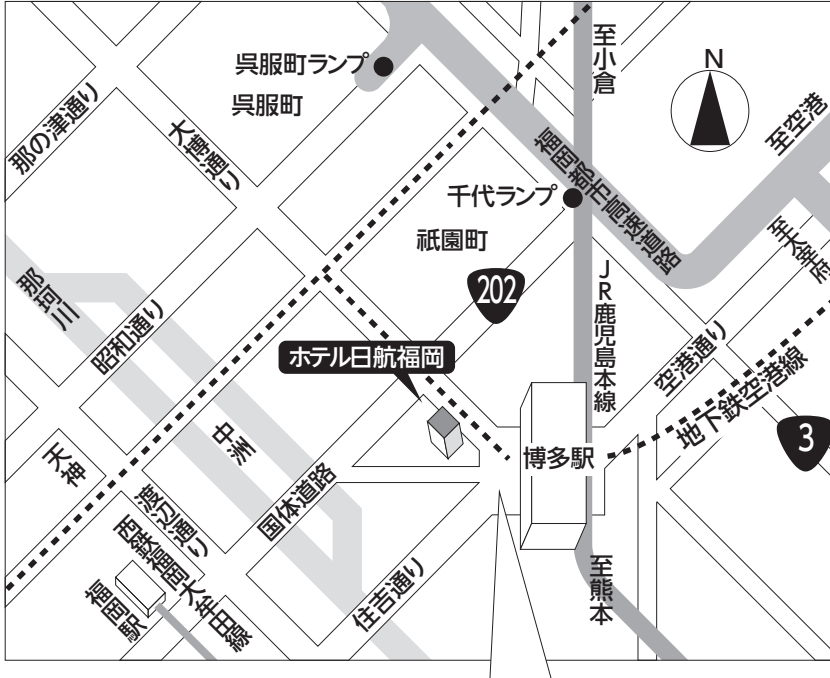 至小倉
N
呉服町ランプ
呉服町
那の津通り
大博通り
至空港
福岡都市高速道路
千代ランプ
祇園町
至太宰府
202
JR鹿児島本線
那珂川
昭和通り
ホテル日航福岡
空港通り
地下鉄空港線
3
中洲
博多駅
天神
国体道路
渡辺通り
西鉄福岡大牟田線
住吉通り
福岡駅
至熊本